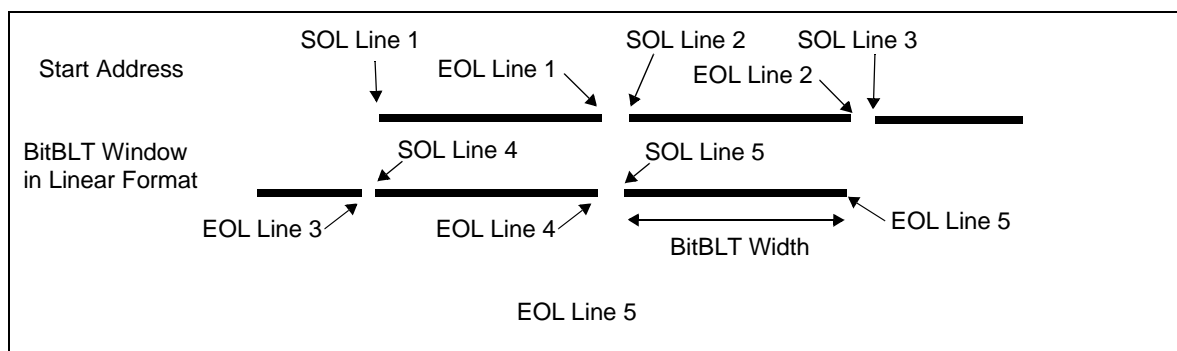 SOL Line 1
SOL Line 2
SOL Line 3
Start Address
EOL Line 1
EOL Line 2
BitBLT Window
in Linear Format
SOL Line 4
SOL Line 5
EOL Line 3
EOL Line 4
EOL Line 5
BitBLT Width
EOL Line 5